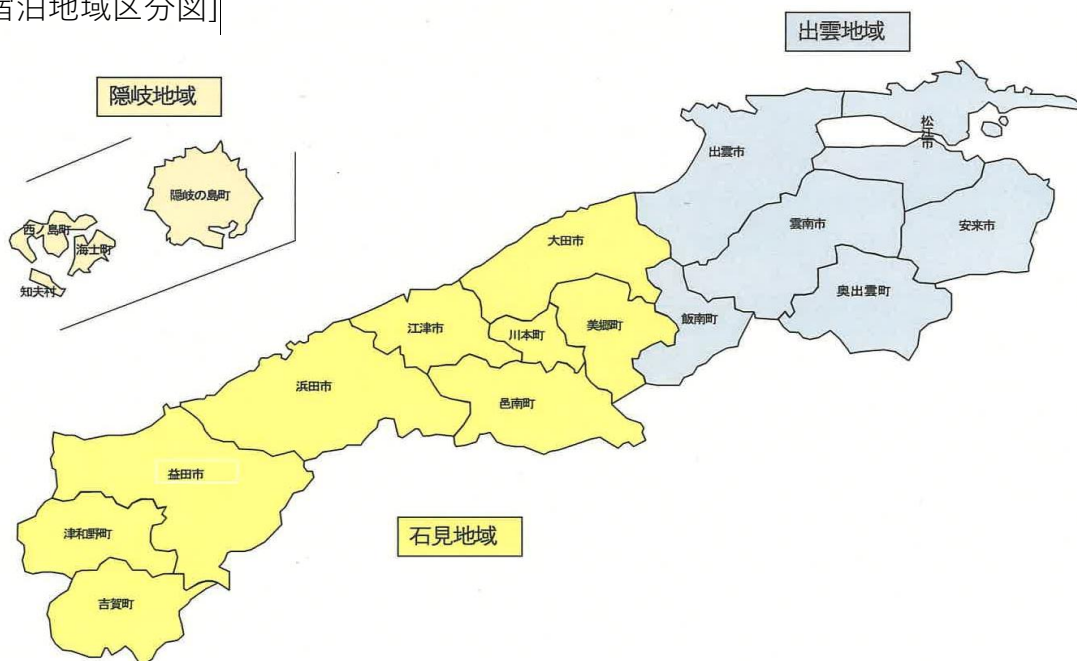 宿泊地域区分図]
出雲地域
隠岐地域
松江市
出雲市
隠岐の島町
西ノ島町
海士町
知夫村
大田市
雲南市
安来市
奥出雲町
飯南町
江津市
川本町
美郷町
浜田市
邑南町
益田市
石見地域
津和野町
吉賀町